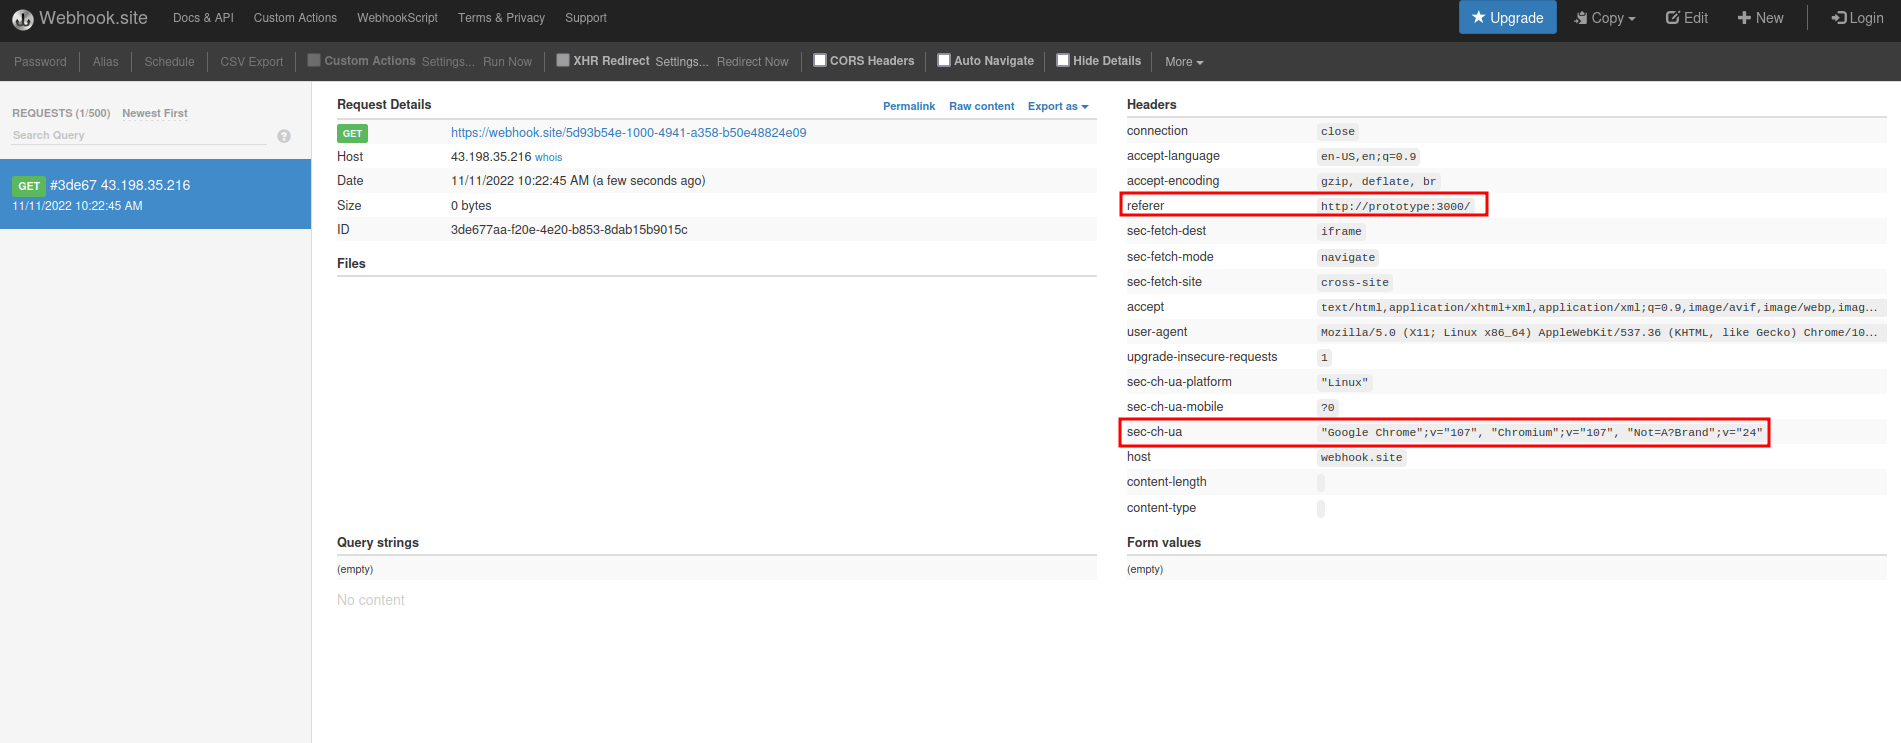 Webhook.site Docs & API Custom Actions WebhookScript Terms & Privacy Support Upgrade Copy Edit New Login
Password Alias Schedule CSV Export Custom Actions Settings... Run Now XHR Redirect Settings... Redirect Now CORS Headers Auto Navigate Hide Details More
REQUESTS (1/500) Newest First
Search Query ?
GET #3de67 43.198.35.216
11/11/2022 10:22:45 AM
Request Details Permalink Raw content Export as
GET https://webhook.site/5d93b54e-1000-4941-a358-b50e48824e09
Host 43.198.35.216 whois
Date 11/11/2022 10:22:45 AM (a few seconds ago)
Size 0 bytes
ID 3de677aa-f20e-4e20-b853-8dab15b9015c
Files
Headers
connection close
accept-language en-US,en;q=0.9
accept-encoding gzip, deflate, br
referer http://prototype:3000/
sec-fetch-dest iframe
sec-fetch-mode navigate
sec-fetch-site cross-site
accept text/html,application/xhtml+xml,application/xml;q=0.9,image/avif,image/webp,imag...
user-agent Mozilla/5.0 (X11; Linux x86_64) AppleWebKit/537.36 (KHTML, like Gecko) Chrome/10...
upgrade-insecure-requests 1
sec-ch-ua-platform "Linux"
sec-ch-ua-mobile ?0
sec-ch-ua "Google Chrome";v="107", "Chromium";v="107", "Not=A?Brand";v="24"
host webhook.site
content-length
content-type
Query strings
(empty)
No content
Form values
(empty)